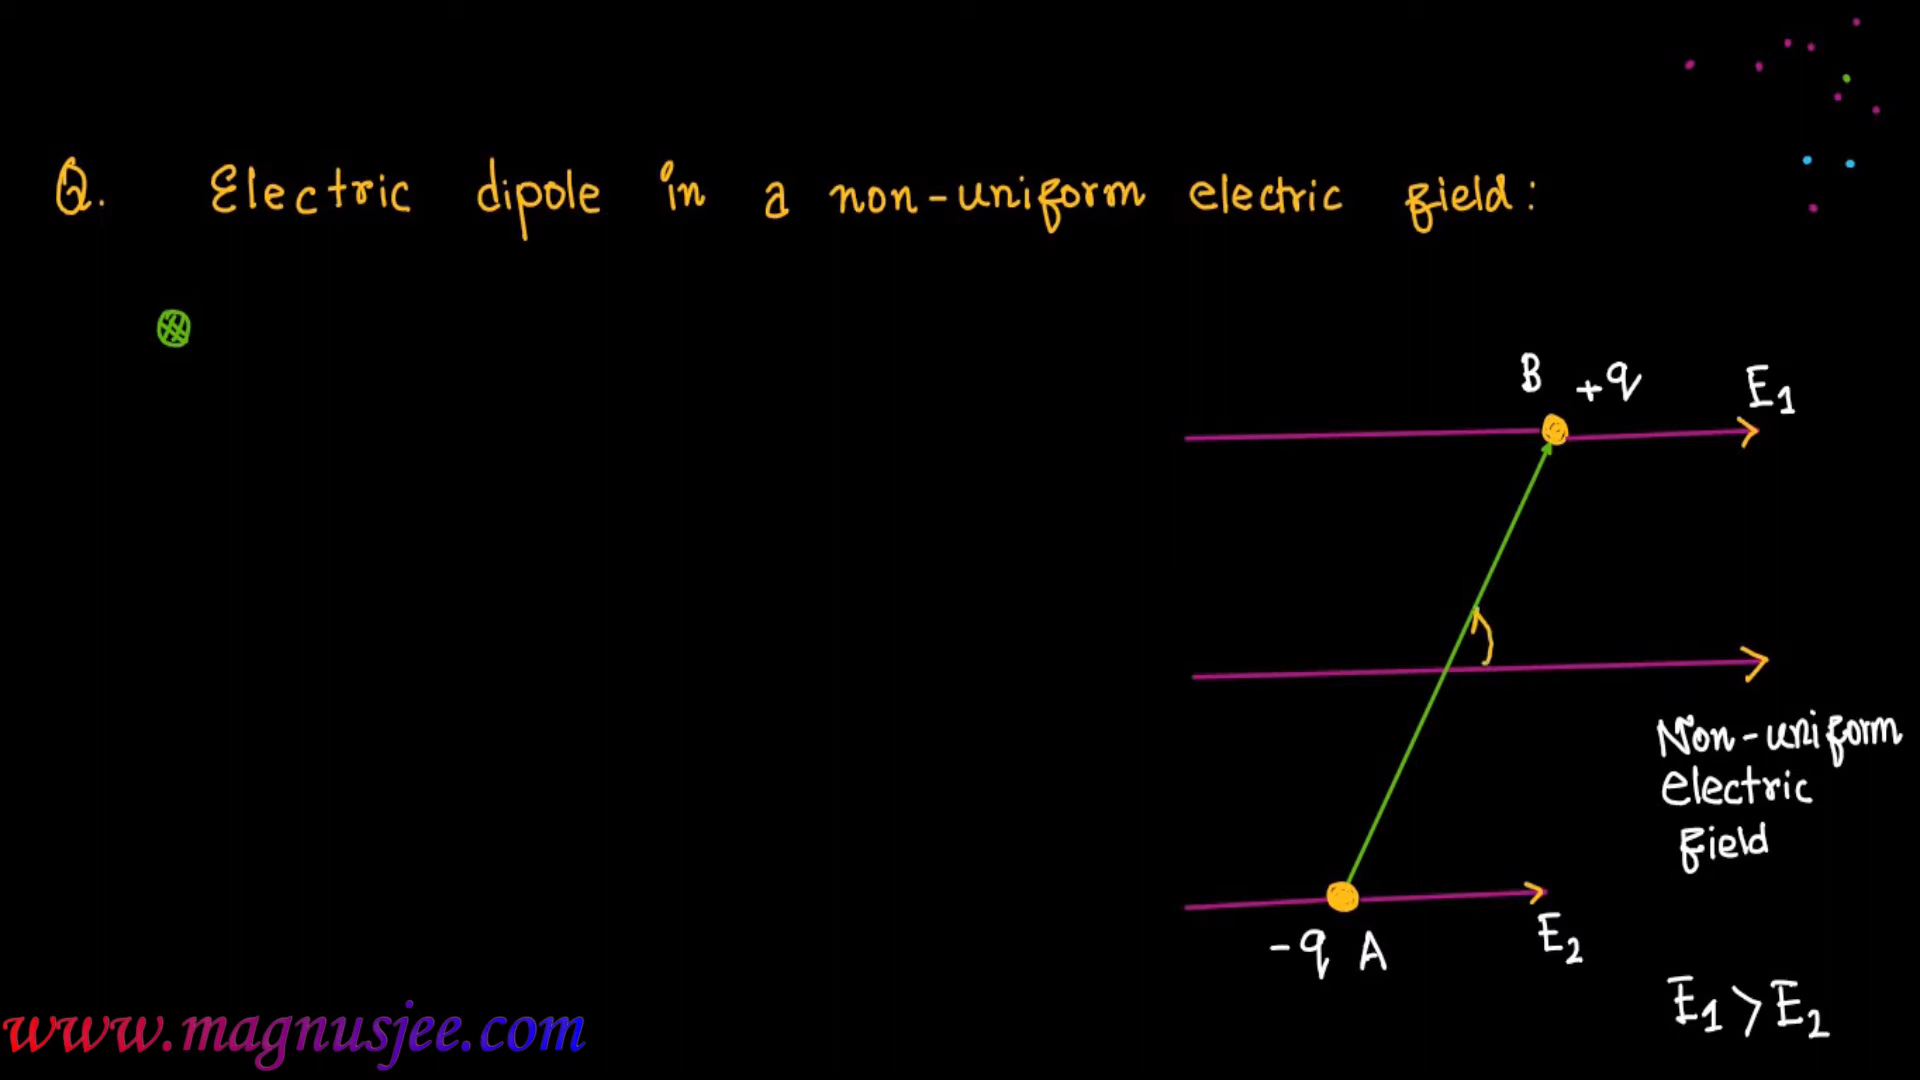 Q. Electric dipole in a non-uniform electric field:
B +q
E1
Non-uniform
electric
field
-q A
E2
E1 > E2
www.magnusjee.com